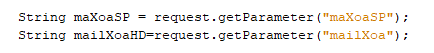 String maXoaSP = request.getParameter("maXoaSP");
String mailXoaHD=request.getParameter("mailXoa");